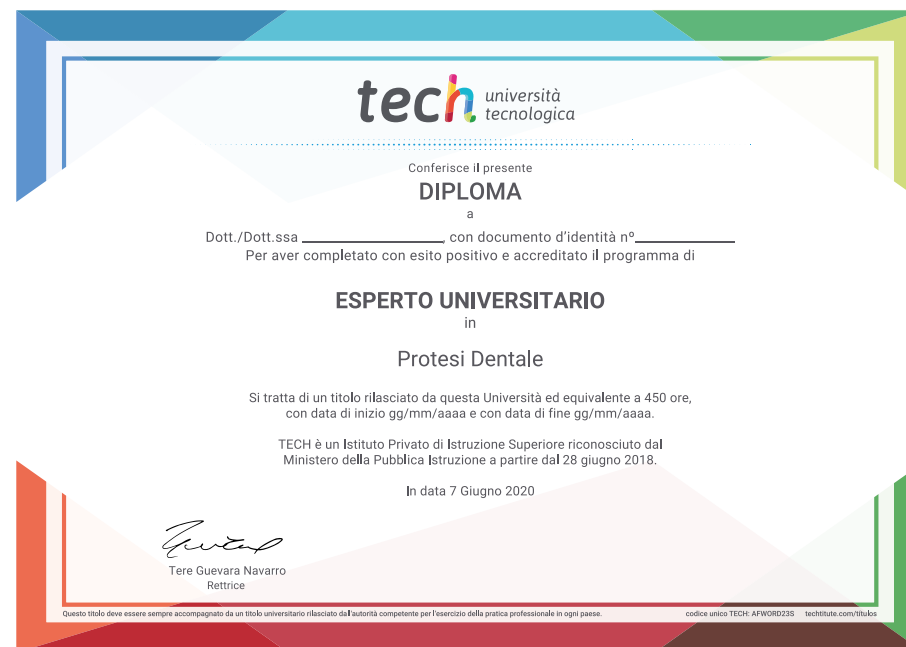 tech università
tecnologica
Conferisce il presente
DIPLOMA
a
Dott./Dott.ssa ___________________, con documento d'identità nº_____________
Per aver completato con esito positivo e accreditato il programma di
ESPERTO UNIVERSITARIO
in
Protesi Dentale
Si tratta di un titolo rilasciato da questa Università ed equivalente a 450 ore,
con data di inizio gg/mm/aaaa e con data di fine gg/mm/aaaa.
TECH è un Istituto Privato di Istruzione Superiore riconosciuto dal
Ministero della Pubblica Istruzione a partire dal 28 giugno 2018.
In data 7 Giugno 2020
Tere Guevara Navarro
Rettrice
Questo titolo deve essere sempre accompagnato da un titolo universitario rilasciato dall'autorità competente per l'esercizio della pratica professionale in ogni paese. codice unico TECH: AFWORD23S techtitute.com/titulos